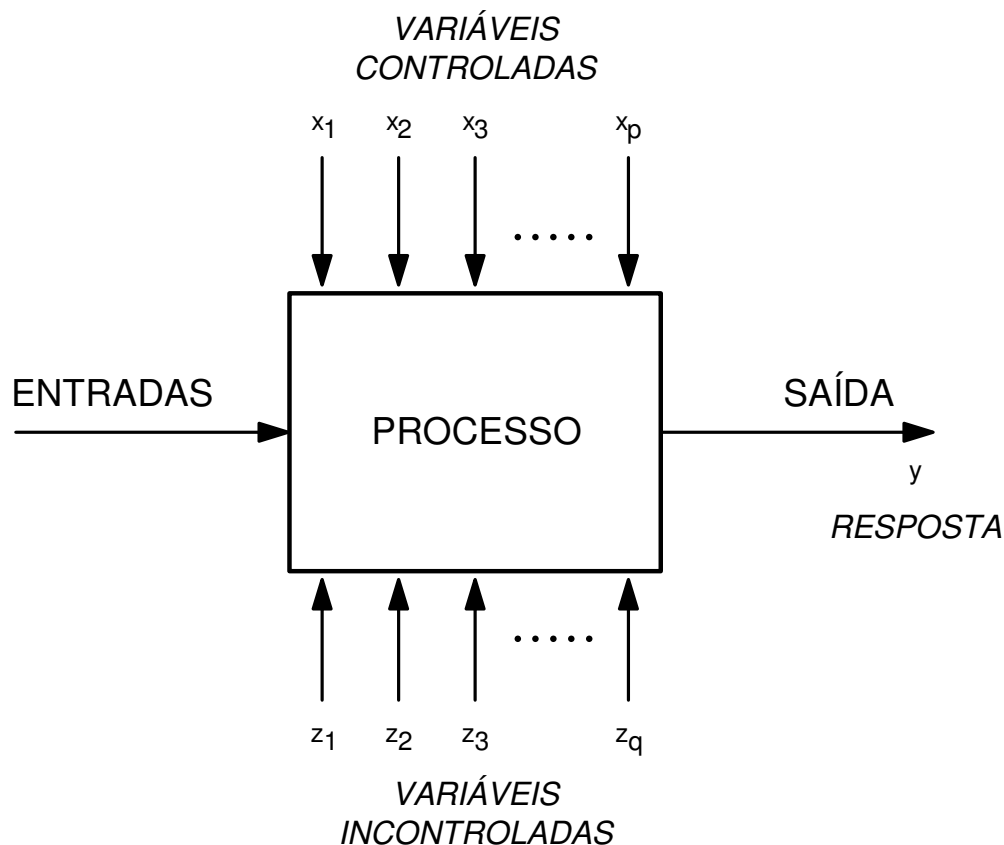 VARIÁVEIS
CONTROLADAS
x1 x2 x3 ..... xp
ENTRADAS
PROCESSO
SAÍDA
y
RESPOSTA
.....
z1 z2 z3 zq
VARIÁVEIS
INCONTROLADAS